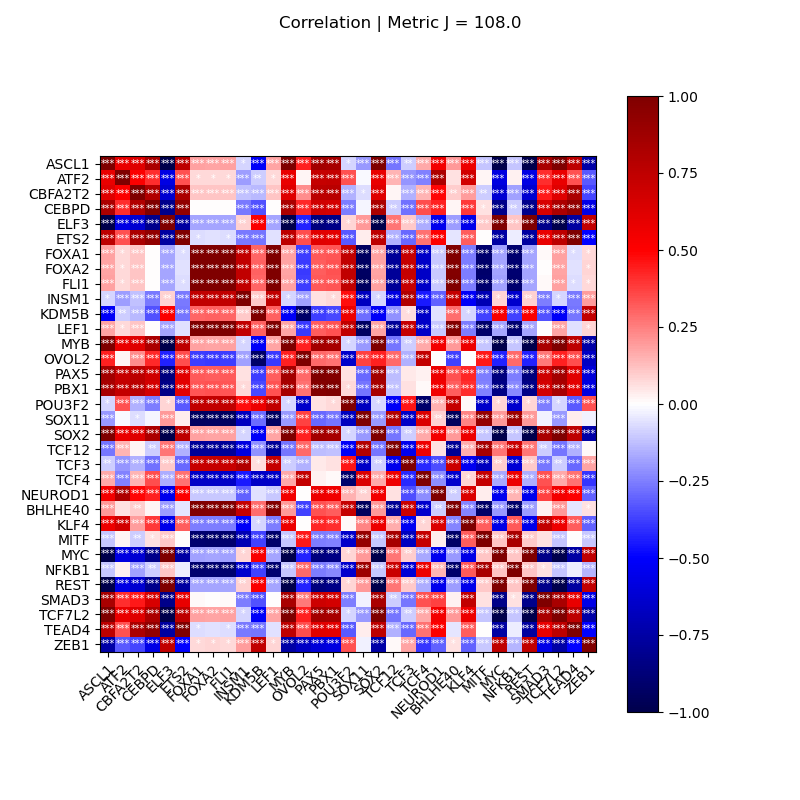 Correlation | Metric J = 108.0
ASCL1
ATF2
CBFA2T2
CEBPD
ELF3
ETS2
FOXA1
FOXA2
FLI1
INSM1
KDM5B
LEF1
MYB
OVOL2
PAX5
PBX1
POU3F2
SOX11
SOX2
TCF12
TCF3
TCF4
NEUROD1
BHLHE40
KLF4
MITF
MYC
NFKB1
REST
SMAD3
TCF7L2
TEAD4
ZEB1
ASCL1
ATF2
CBFA2T2
CEBPD
ELF3
ETS2
FOXA1
FOXA2
FLI1
INSM1
KDM5B
LEF1
MYB
OVOL2
PAX5
PBX1
POU3F2
SOX11
SOX2
TCF12
TCF3
TCF4
NEUROD1
BHLHE40
KLF4
MITF
MYC
NFKB1
REST
SMAD3
TCF7L2
TEAD4
ZEB1
1.00
0.75
0.50
0.25
0.00
−0.25
−0.50
−0.75
−1.00